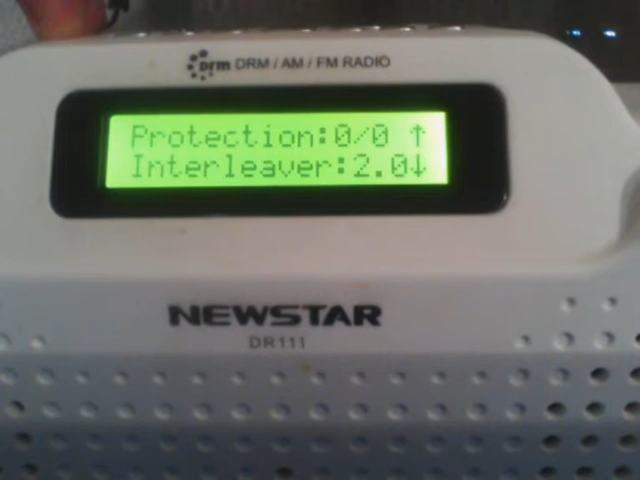 DRM DRM / AM / FM RADIO
Protection:0/0 ↑
Interleaver:2.0↓
NEWSTAR
DR111